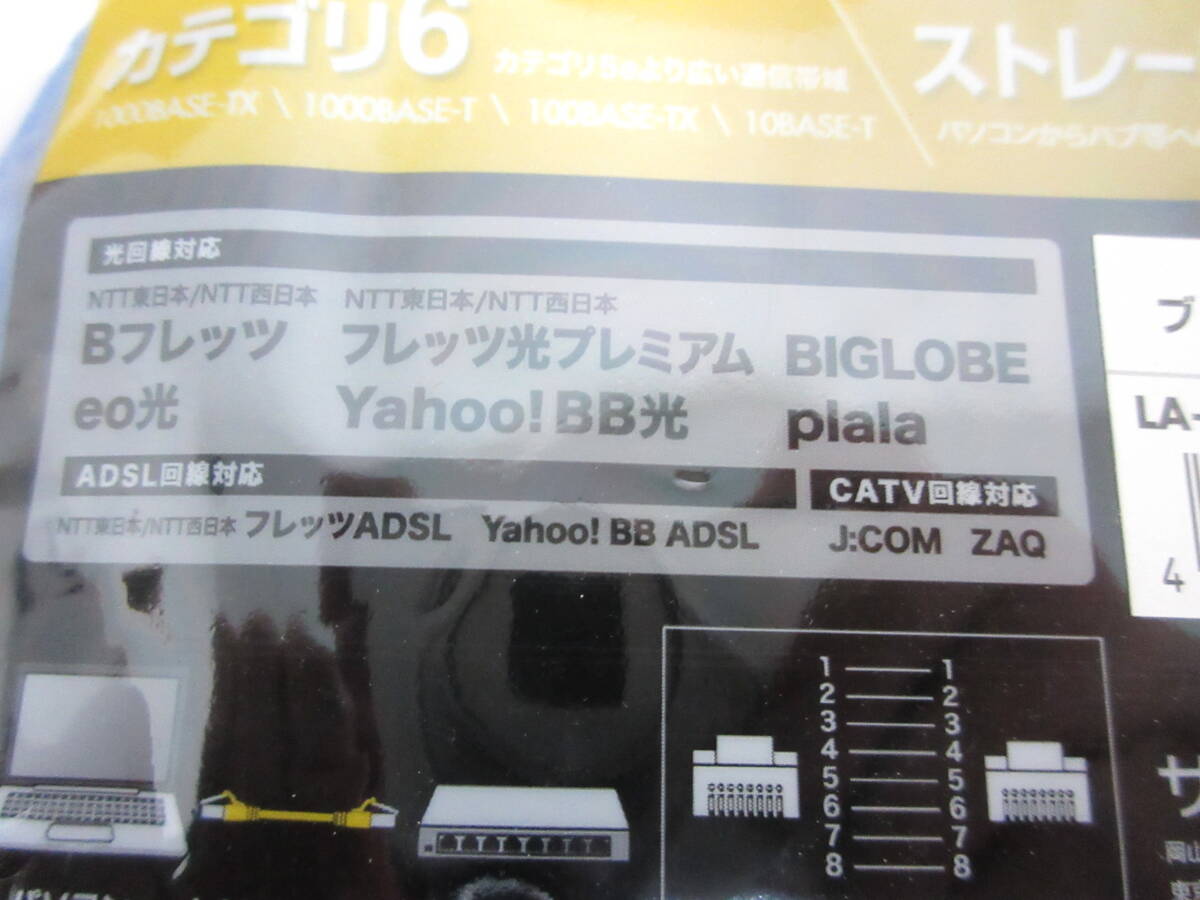 カテゴリ6 カテゴリ5eより広い通信帯域
1000BASE-TX \ 1000BASE-T \ 100BASE-TX \ 10BASE-T
ストレー
パソコンからハブ等へ
光回線対応
NTT東日本/NTT西日本 NTT東日本/NTT西日本
Bフレッツ フレッツ光プレミアム BIGLOBE
eo光 Yahoo! BB光 plala
ADSL回線対応
NTT東日本/NTT西日本 フレッツADSL Yahoo! BB ADSL
CATV回線対応
J:COM ZAQ
ブ
LA-
4
1 1
2 2
3 3
4 4
5 5
6 6
7 7
8 8
サ
岡山
東京